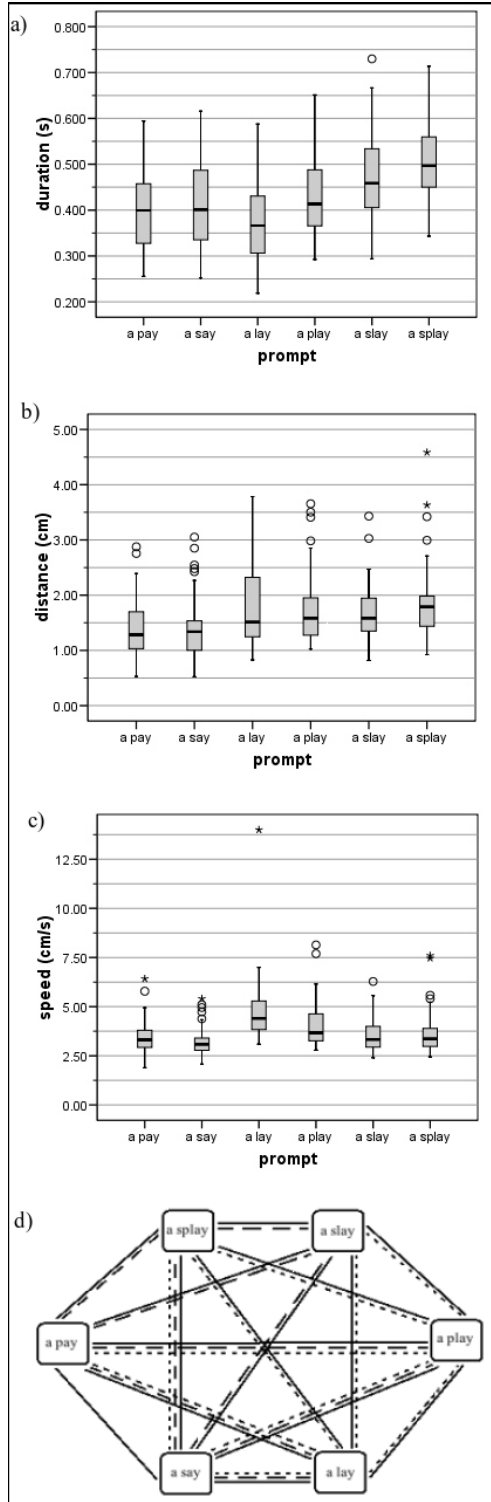 a)
0.800
0.700
0.600
0.500
0.400
0.300
0.200
duration (s)
a pay a say a lay a play a slay a splay
prompt
b)
5.00
4.00
3.00
2.00
1.00
0.00
distance (cm)
a pay a say a lay a play a slay a splay
prompt
c)
12.50
10.00
7.50
5.00
2.50
0.00
speed (cm/s)
a pay a say a lay a play a slay a splay
prompt
d)
a splay a slay
a pay a play
a say a lay